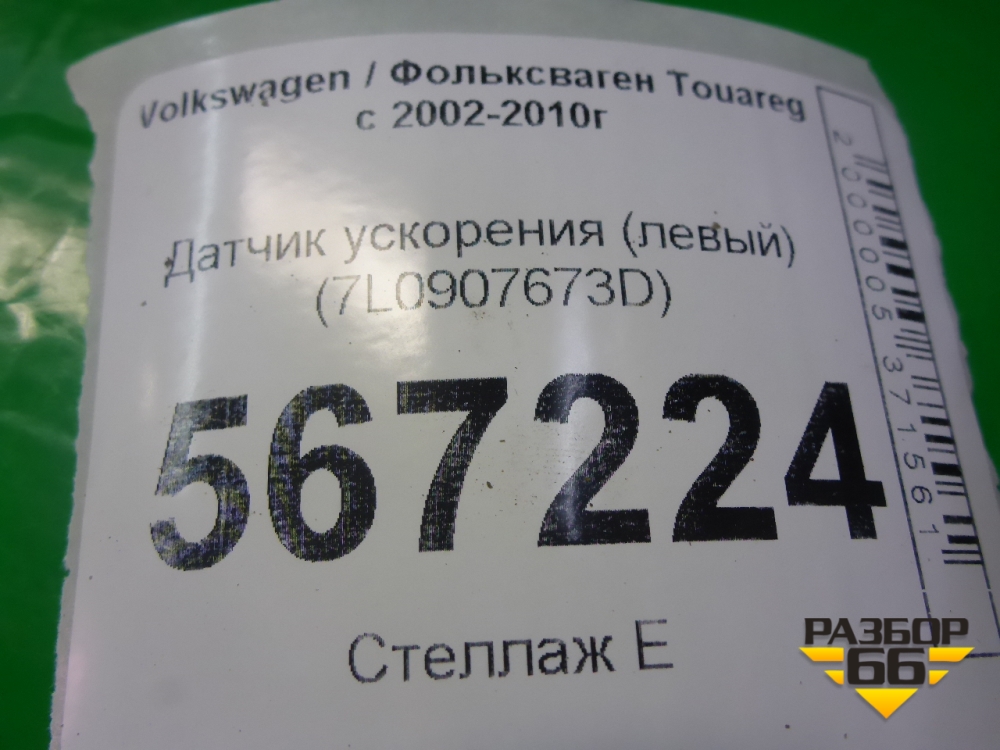 Volkswagen / Фольксваген Touareg
с 2002-2010г
Датчик ускорения (левый)
(7L0907673D)
567224
Стеллаж Е
2000005371561
РАЗБОР
66